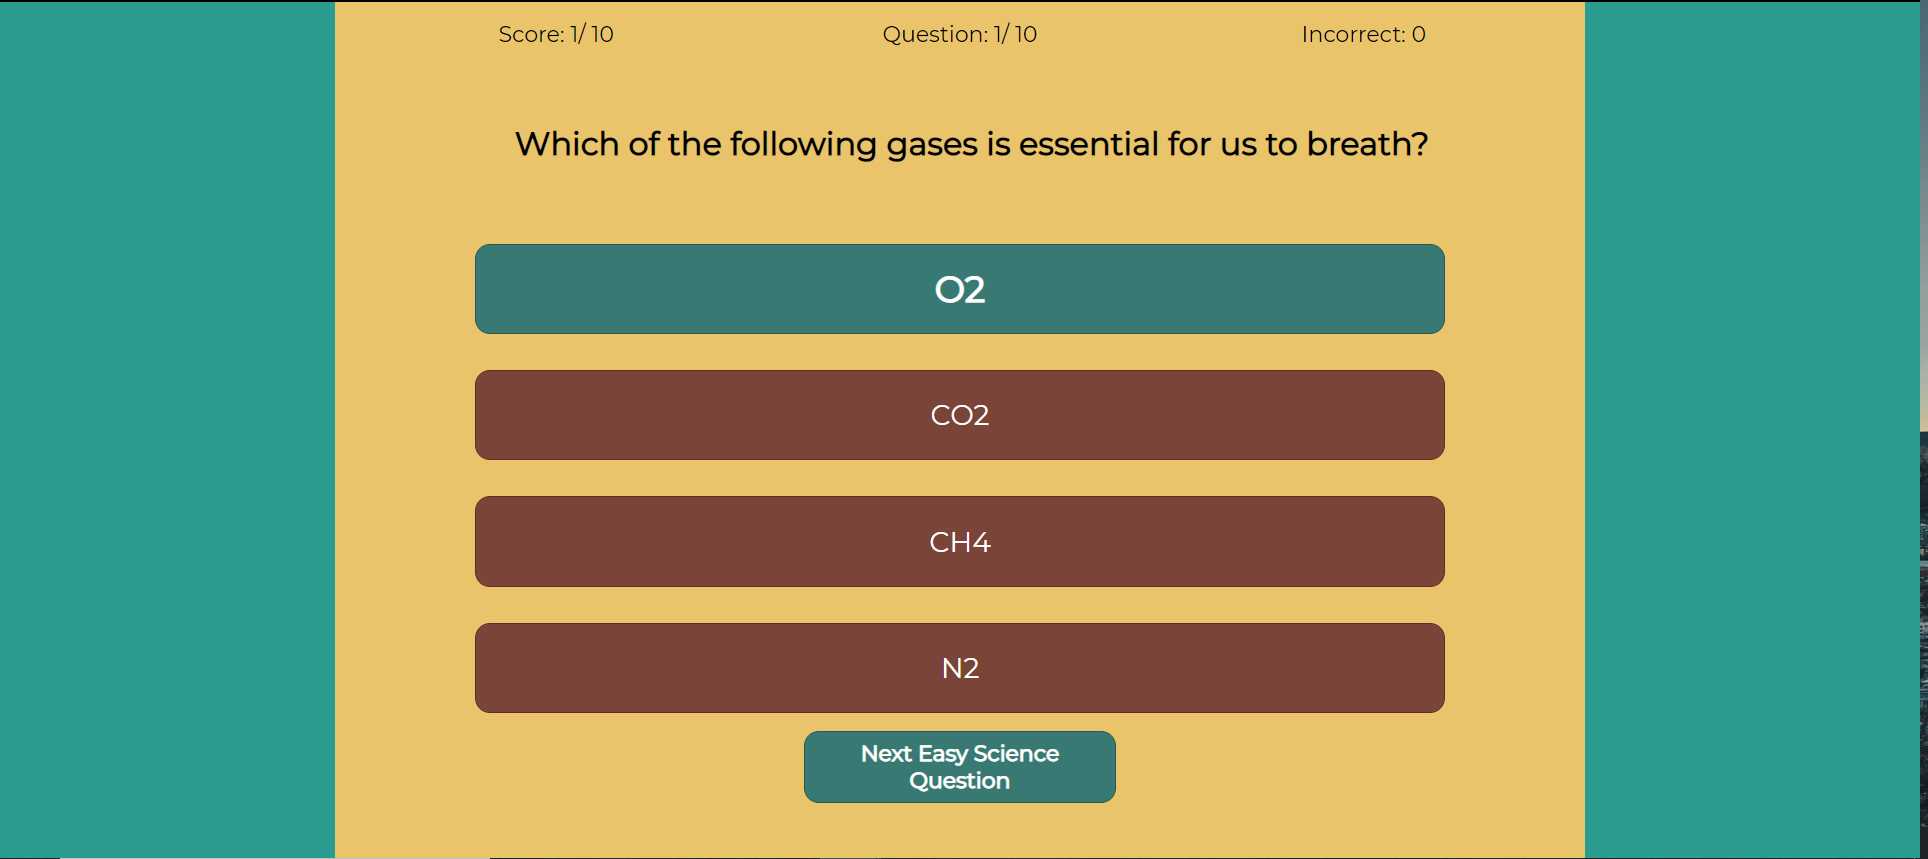 Score: 1/ 10
Question: 1/ 10
Incorrect: 0
Which of the following gases is essential for us to breath?
O2
CO2
CH4
N2
Next Easy Science
Question